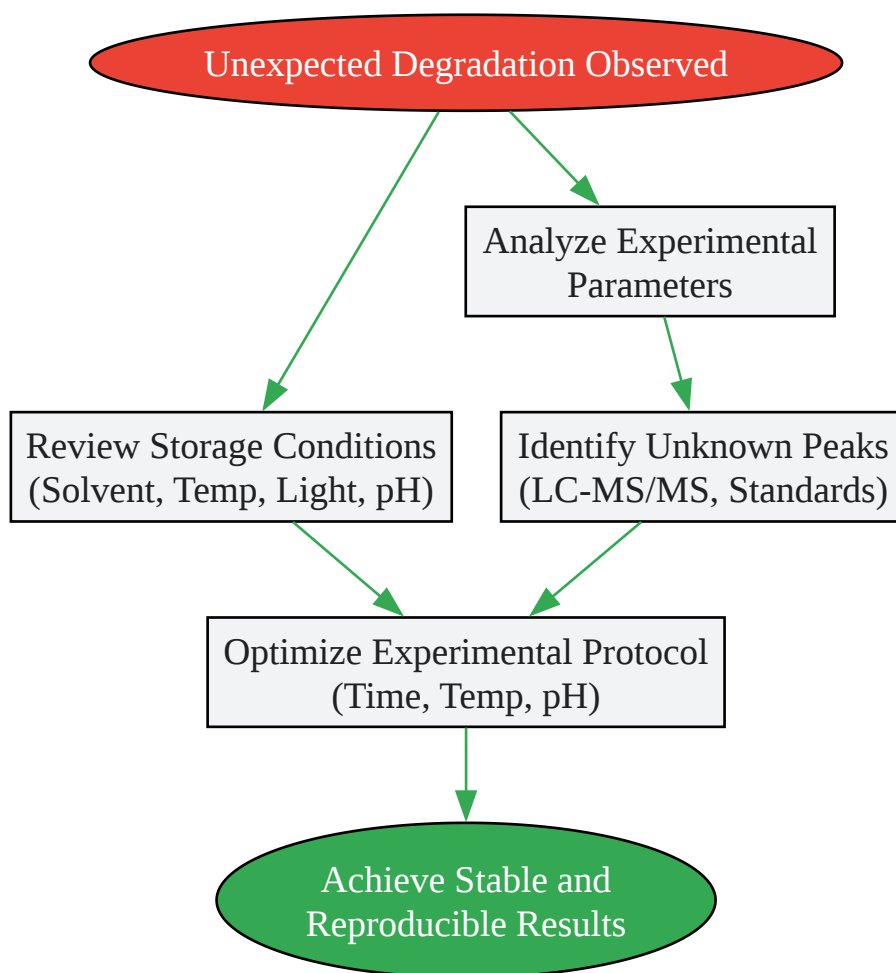 Unexpected Degradation Observed
Analyze Experimental
Parameters
Review Storage Conditions
(Solvent, Temp, Light, pH)
Identify Unknown Peaks
(LC-MS/MS, Standards)
Optimize Experimental Protocol
(Time, Temp, pH)
Achieve Stable and
Reproducible Results